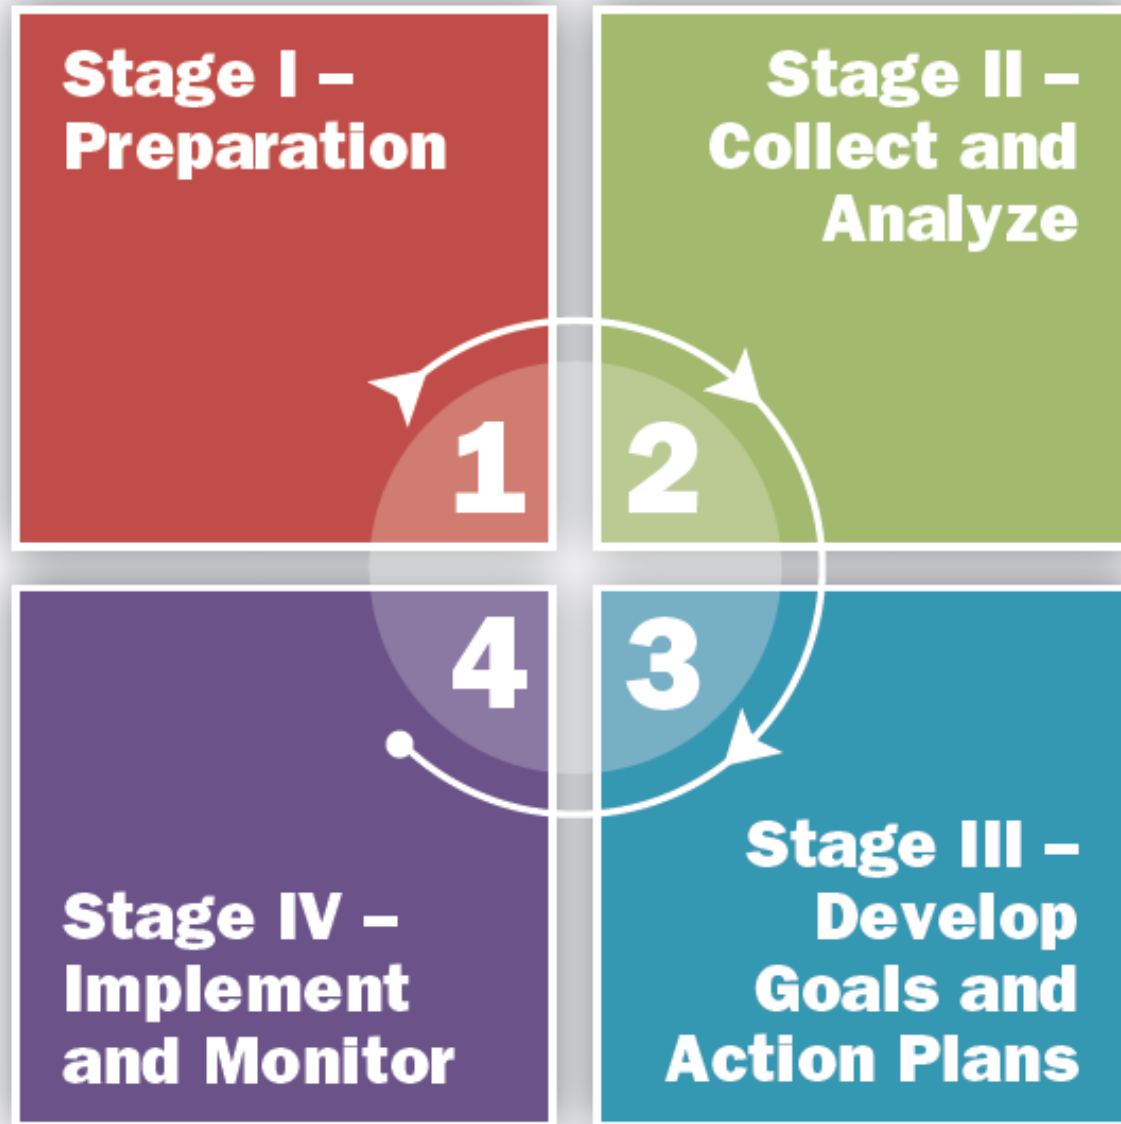 Stage I –
Preparation
Stage II –
Collect and
Analyze
1
2
4
3
Stage III –
Develop
Goals and
Action Plans
Stage IV –
Implement
and Monitor